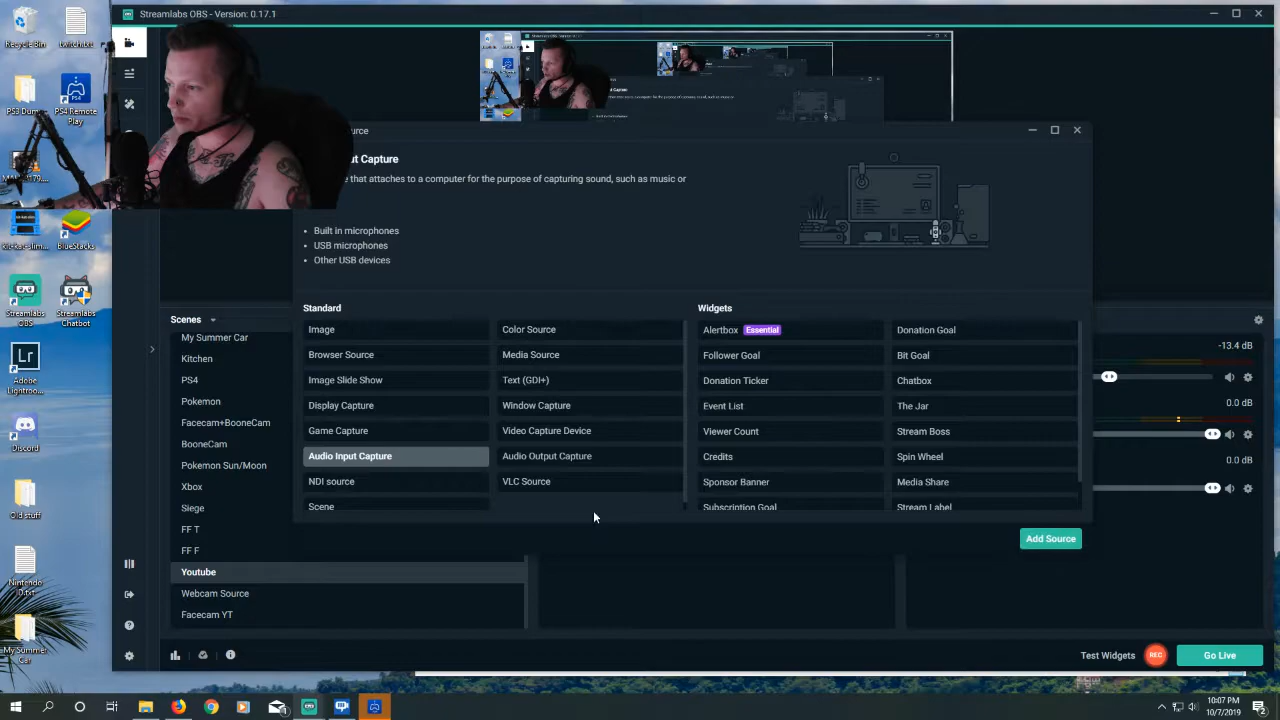 Streamlabs OBS - Version: 0.17.1
PS4 Remote Play
BlueStacks
Streamlabs Chatbot
Adobe Lightroo...
Discord
Old stuff
Nintendo D.txt
My Summer Car
ource
ut Capture
e that attaches to a computer for the purpose of capturing sound, such as music or
• Built in microphones
• USB microphones
• Other USB devices
Standard
Image
Color Source
Browser Source
Media Source
Image Slide Show
Text (GDI+)
Display Capture
Window Capture
Game Capture
Video Capture Device
Audio Input Capture
Audio Output Capture
NDI source
VLC Source
Scene
Widgets
Alertbox Essential
Donation Goal
Follower Goal
Bit Goal
Donation Ticker
Chatbox
Event List
The Jar
Viewer Count
Stream Boss
Credits
Spin Wheel
Sponsor Banner
Media Share
Subscription Goal
Stream Label
Add Source
Scenes
My Summer Car
Kitchen
PS4
Pokemon
Facecam+BooneCam
BooneCam
Pokemon Sun/Moon
Xbox
Siege
FF T
FF F
Youtube
Webcam Source
Facecam YT
-13.4 dB
0.0 dB
0.0 dB
Test Widgets
REC
Go Live
10:07 PM
10/7/2019